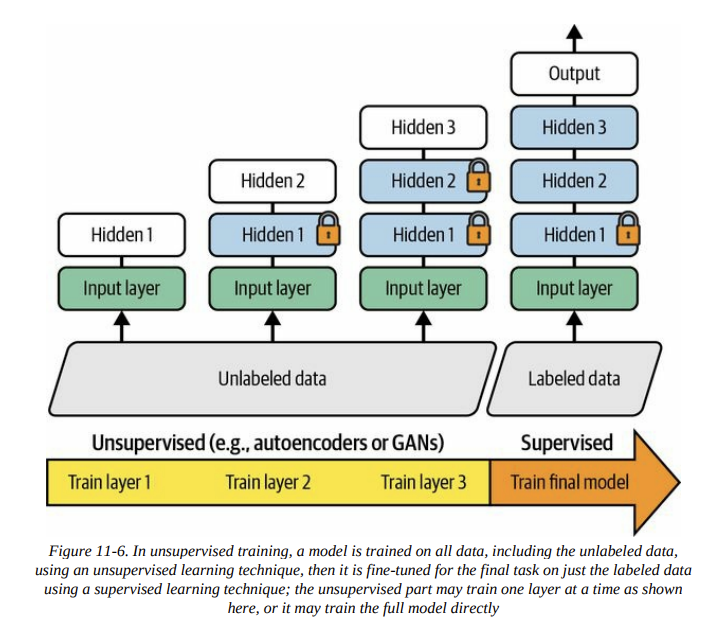 Output
Hidden 3 Hidden 3
Hidden 2 Hidden 2 Hidden 2
Hidden 1 Hidden 1 Hidden 1 Hidden 1
Input layer Input layer Input layer Input layer
Unlabeled data Labeled data
Unsupervised (e.g., autoencoders or GANs) Supervised
Train layer 1 Train layer 2 Train layer 3 Train final model
Figure 11-6. In unsupervised training, a model is trained on all data, including the unlabeled data,
using an unsupervised learning technique, then it is fine-tuned for the final task on just the labeled data
using a supervised learning technique; the unsupervised part may train one layer at a time as shown
here, or it may train the full model directly